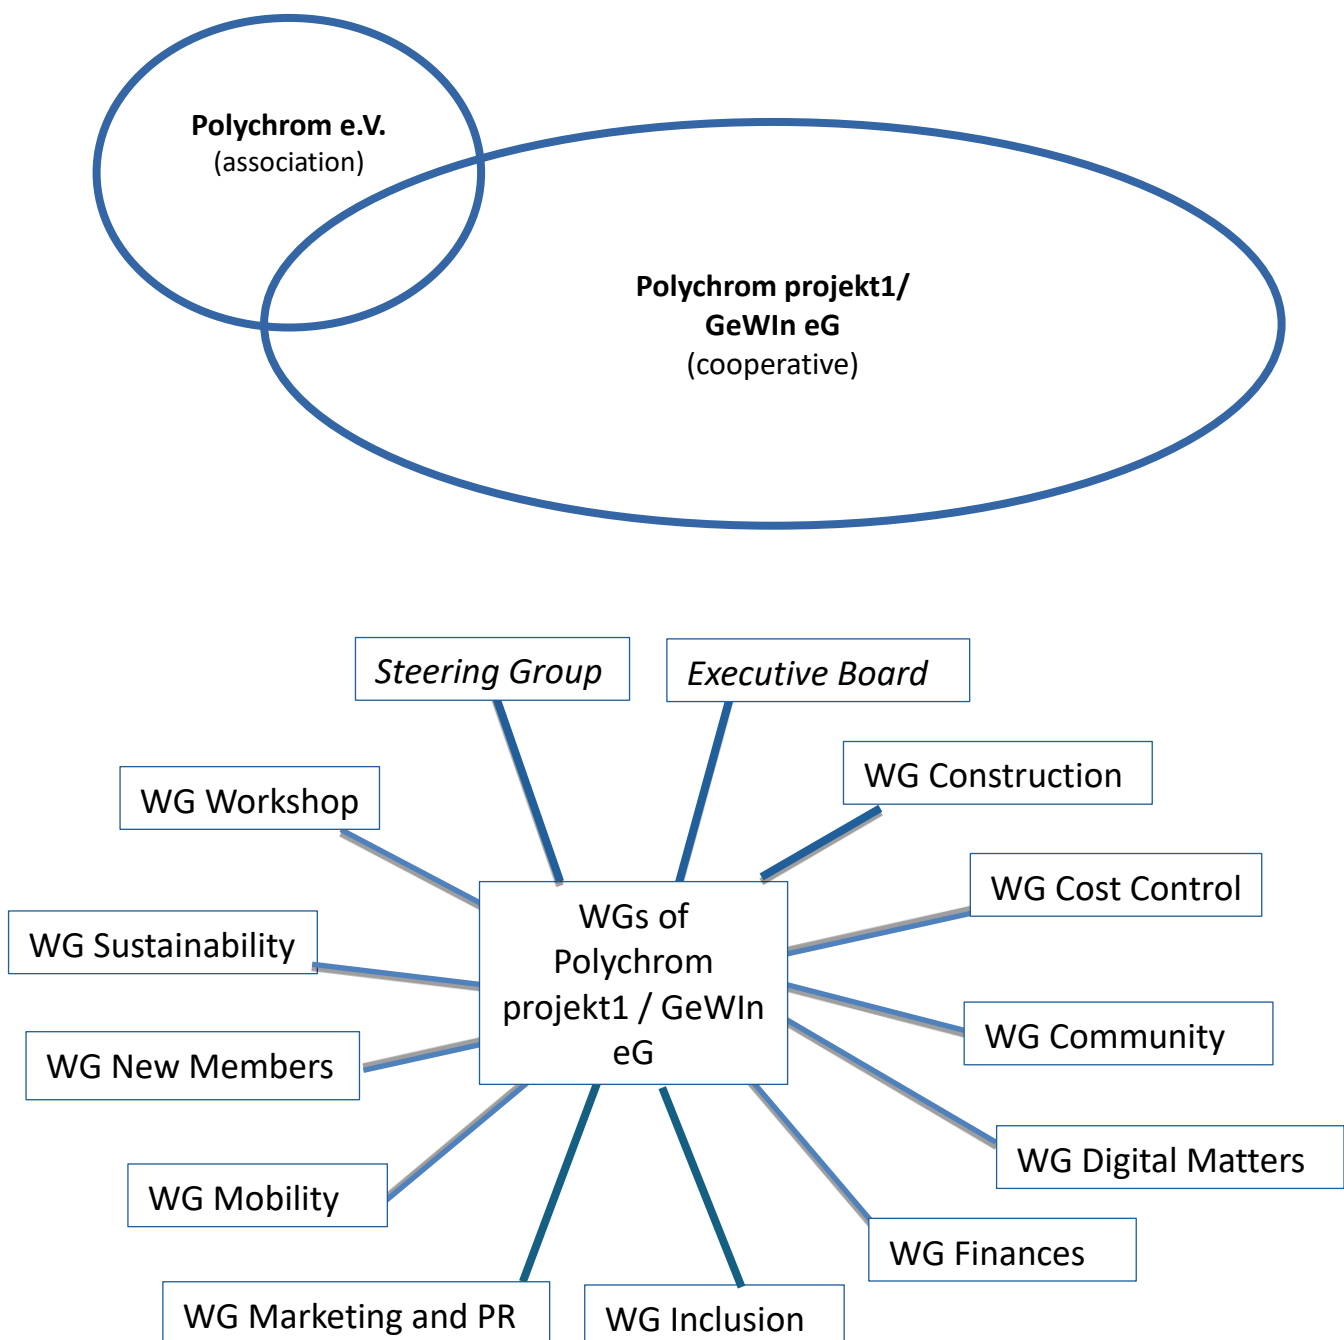 Polychrom e.V.
(association)
Polychrom projekt1/
GeWIn eG
(cooperative)
Steering Group
Executive Board
WG Construction
WG Workshop
WG Cost Control
WGs of
Polychrom
projekt1 / GeWIn
eG
WG Sustainability
WG Community
WG New Members
WG Digital Matters
WG Mobility
WG Finances
WG Marketing and PR
WG Inclusion